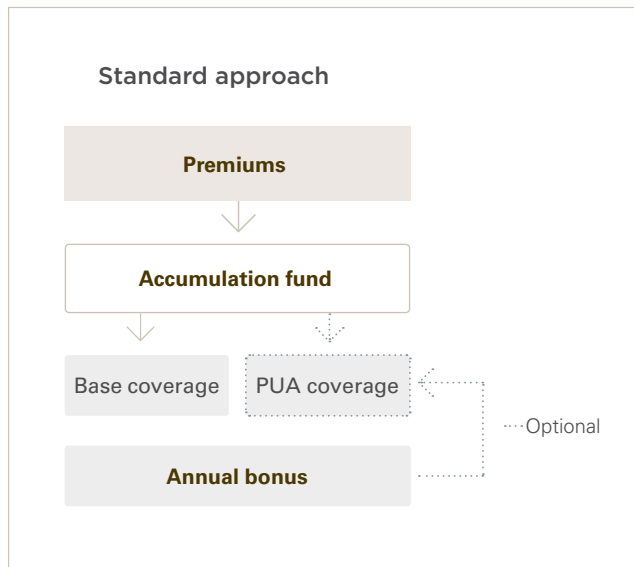 Standard approach
Premiums
Accumulation fund
Base coverage
PUA coverage
Optional
Annual bonus